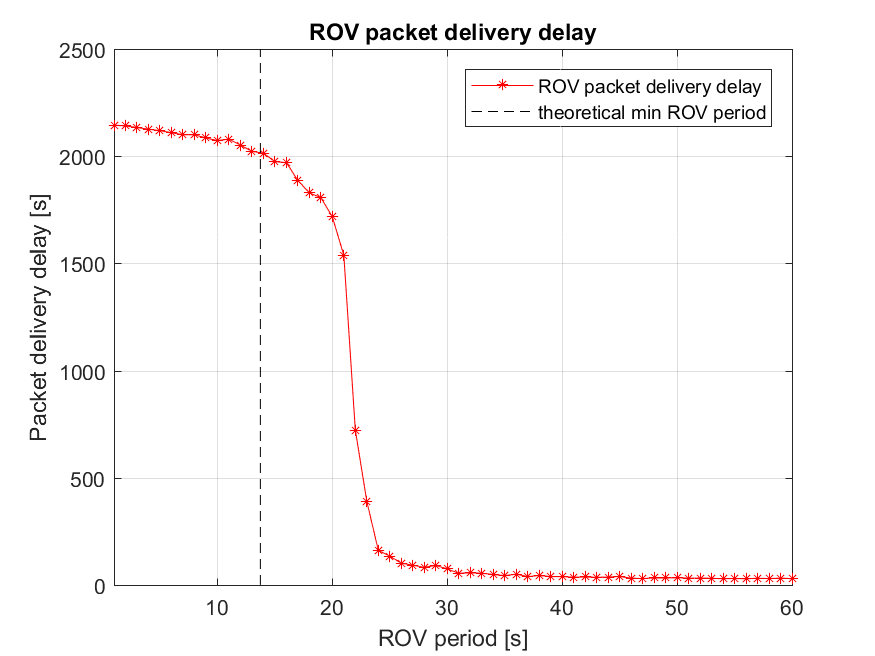 ROV packet delivery delay
2500
2000
1500
1000
500
0
Packet delivery delay [s]
ROV packet delivery delay
theoretical min ROV period
10
20
30
40
50
60
ROV period [s]